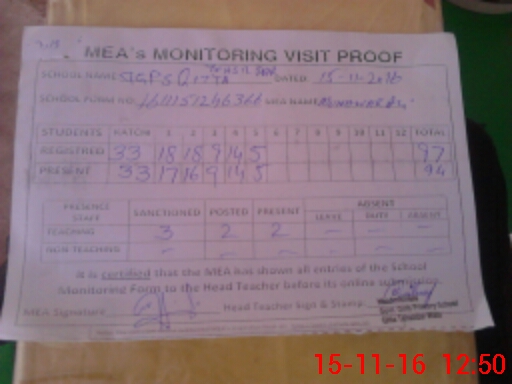 MEA's MONITORING VISIT PROOF
SCHOOL NAME GGPS Qitta DATED 15-11-2016
SCHOOL FORM NO. MEA NAME
STUDENTS KATCHI 1 2 3 4 5 6 7 8 9 10 11 12 TOTAL
REGISTRED 33 18 18 9 14 5 97
PRESENT 33 17 16 9 14 5 94
PRESENCE STAFF SANCTIONED POSTED PRESENT ABSENT
LEAVE DUTY ABSENT
TEACHING 3 2 2 - - -
NON TEACHING - - - - - -
It is certified that the MEA has shown all entries of the School
Monitoring Form to the Head Teacher before its online submission.
MEA Signature Head Teacher Sign & Stamp
Govt. Girls Primary School
15-11-16 12:50